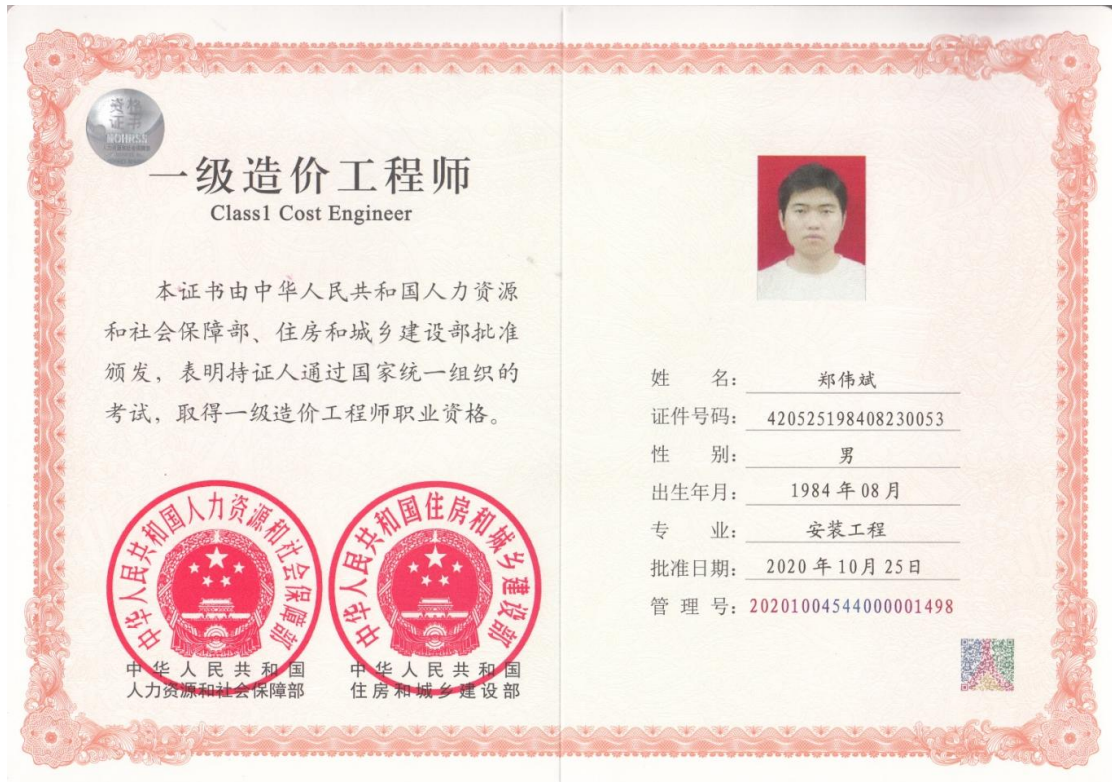 资格
证书
MOHRSS
一级造价工程师
Class1 Cost Engineer
本证书由中华人民共和国人力资源
和社会保障部、住房和城乡建设部批准
颁发，表明持证人通过国家统一组织的
考试，取得一级造价工程师职业资格。
中华人民共和国人力资源和社会保障部
中华人民共和国住房和城乡建设部
中华人民共和国
人力资源和社会保障部
中华人民共和国
住房和城乡建设部
姓 名：郑伟斌
证件号码：420525198408230053
性 别：男
出生年月：1984年08月
专 业：安装工程
批准日期：2020年10月25日
管 理 号：20201004544000001498